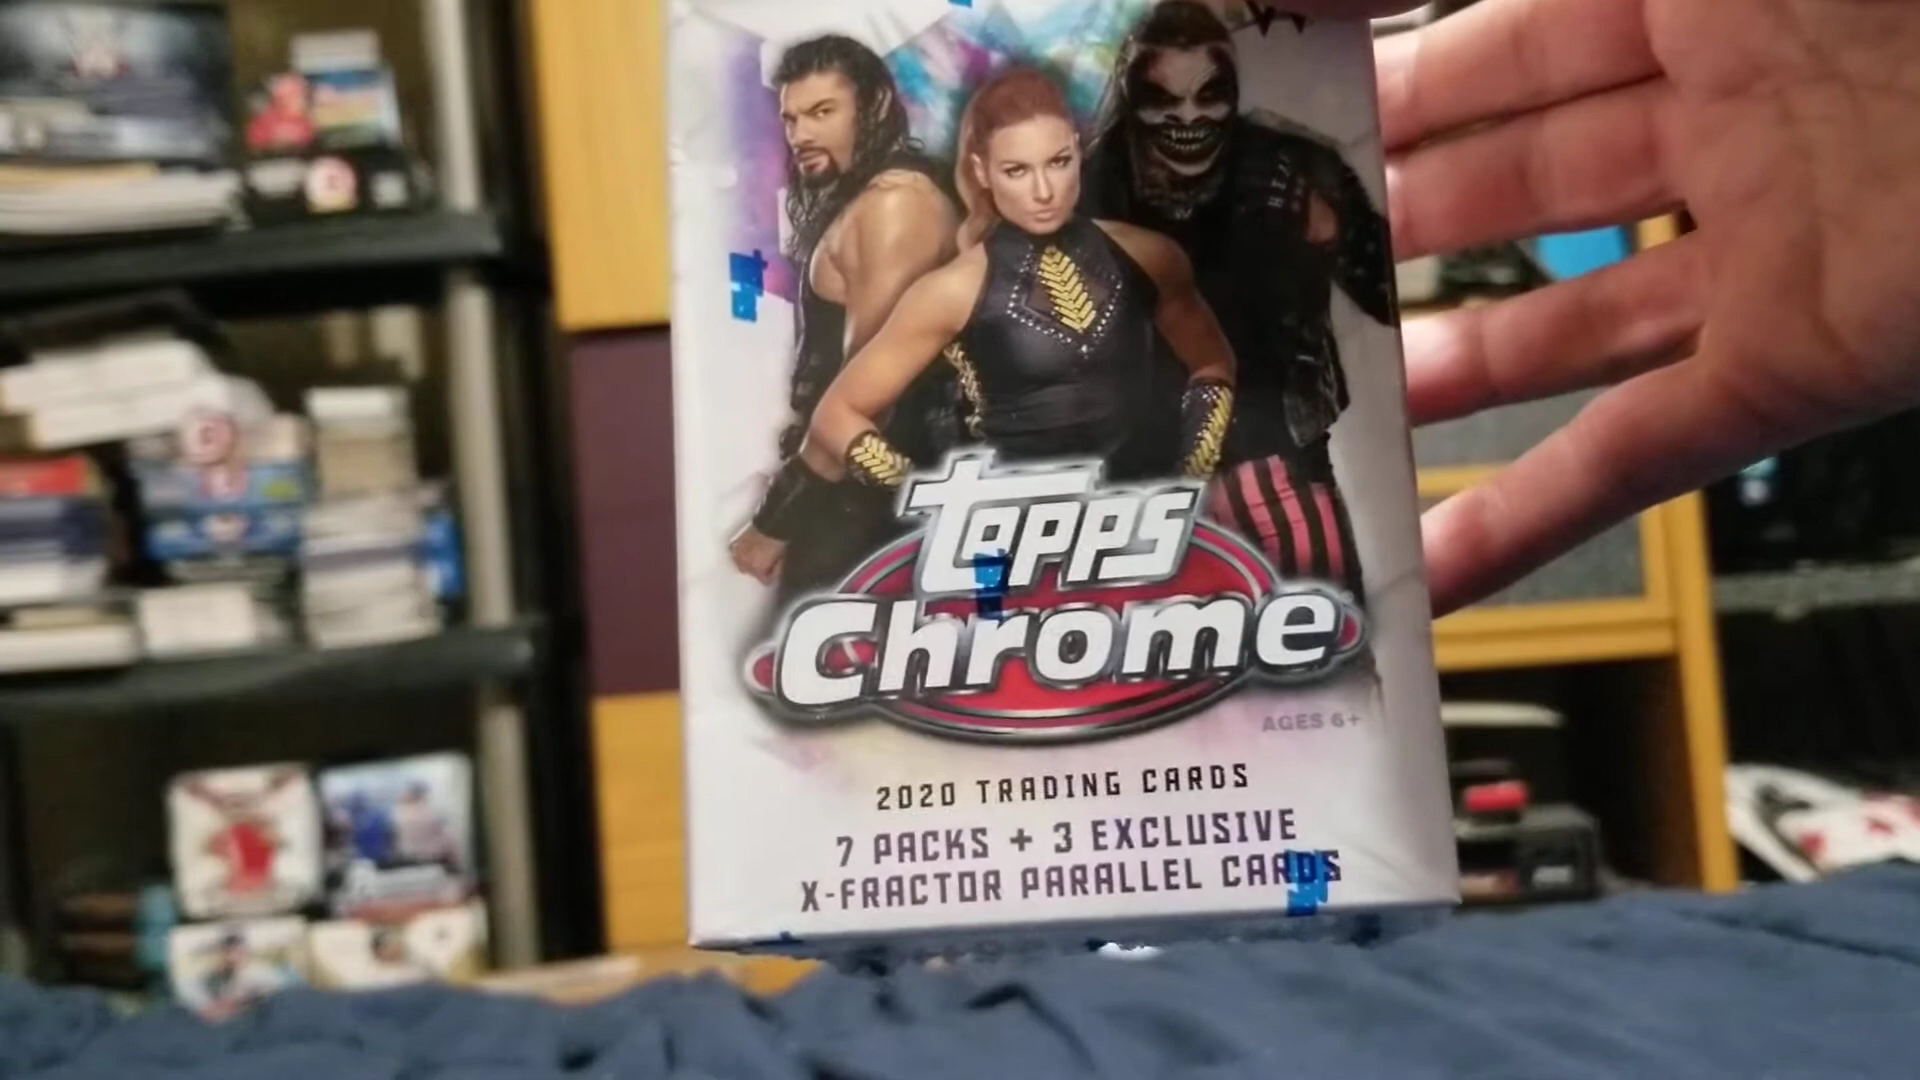 Topps
Chrome
AGES 6+
2020 TRADING CARDS
7 PACKS + 3 EXCLUSIVE
X-FRACTOR PARALLEL CARDS